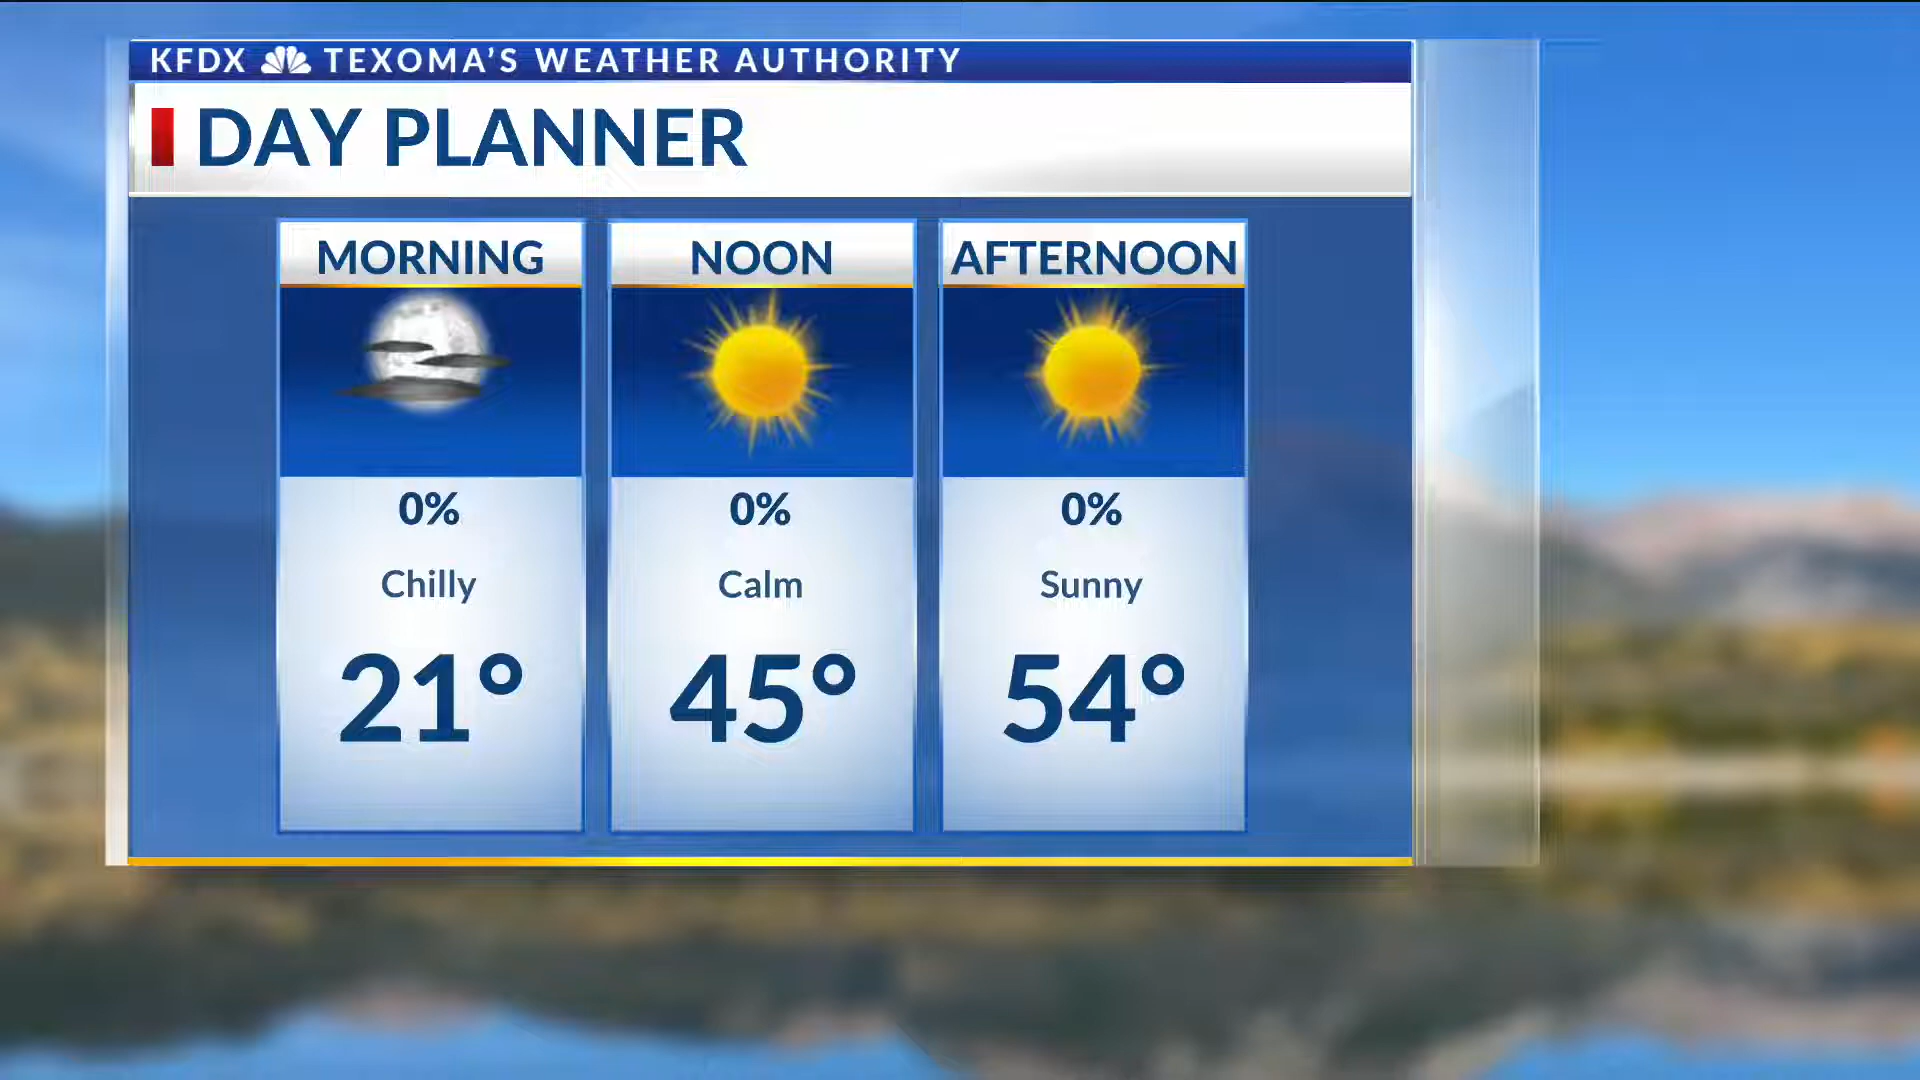 KFDX TEXOMA'S WEATHER AUTHORITY
DAY PLANNER
MORNING
0%
Chilly
21°
NOON
0%
Calm
45°
AFTERNOON
0%
Sunny
54°